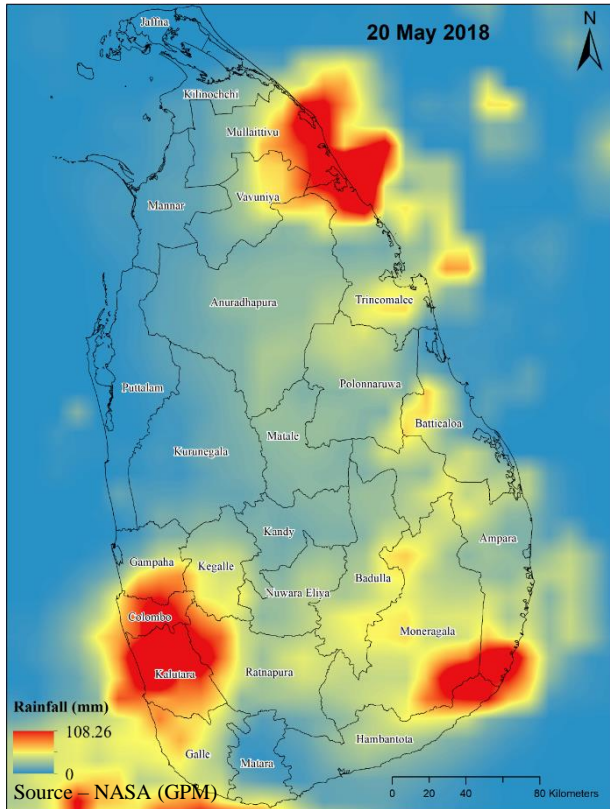 Jaffna
20 May 2018
N
Kilinochchi
Mullaittivu
Vavuniya
Mannar
Anuradhapura
Trincomalee
Puttalam
Polonnaruwa
Batticaloa
Matale
Kurunegala
Kandy
Ampara
Gampaha
Kegalle
Nuwara Eliya
Badulla
Colombo
Moneragala
Kalutara
Ratnapura
Rainfall (mm)
108.26
0
Galle
Matara
Hambantota
0 20 40 80 Kilometers
Source – NASA (GPM)